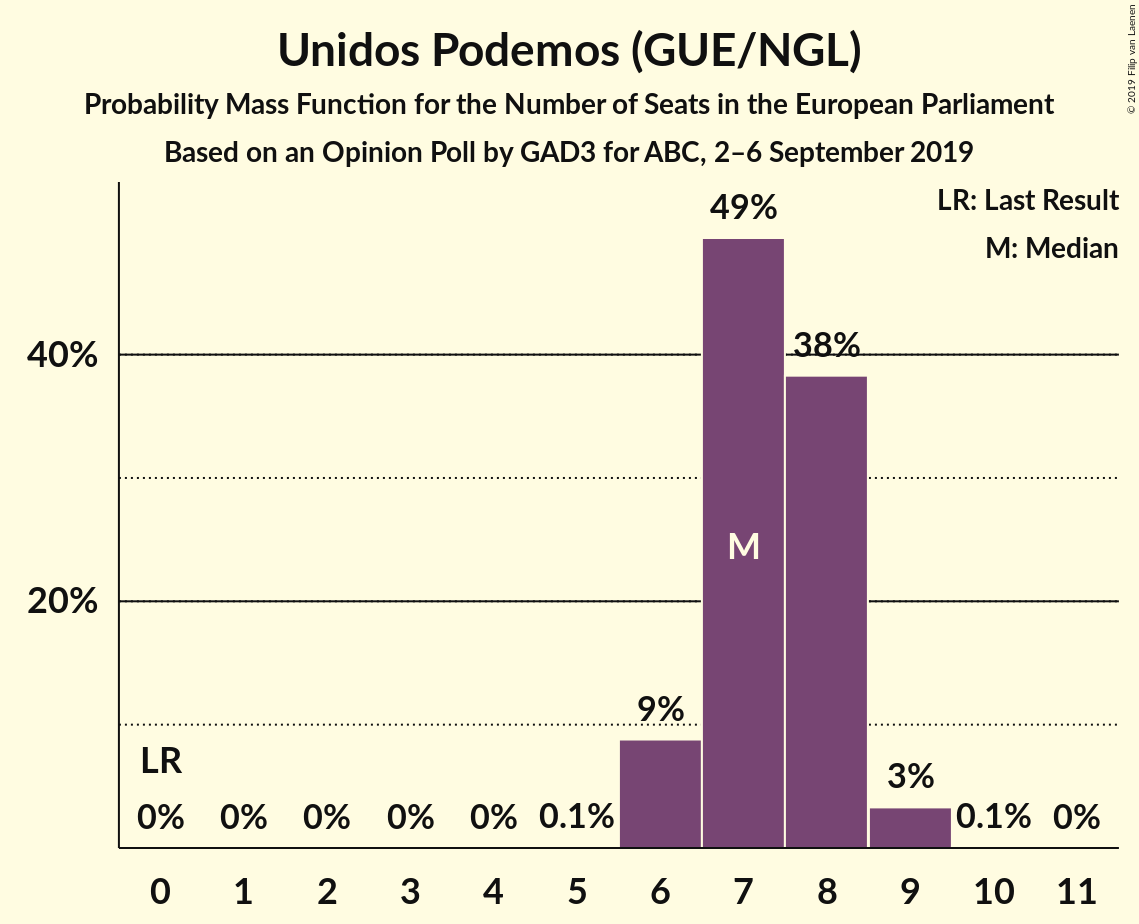 Unidos Podemos (GUE/NGL)
Probability Mass Function for the Number of Seats in the European Parliament
Based on an Opinion Poll by GAD3 for ABC, 2–6 September 2019
© 2019 Filip van Laenen
LR: Last Result
M: Median
49%
40%
38%
M
20%
9%
LR
3%
0% 0% 0% 0% 0% 0.1% 0.1% 0%
0 1 2 3 4 5 6 7 8 9 10 11